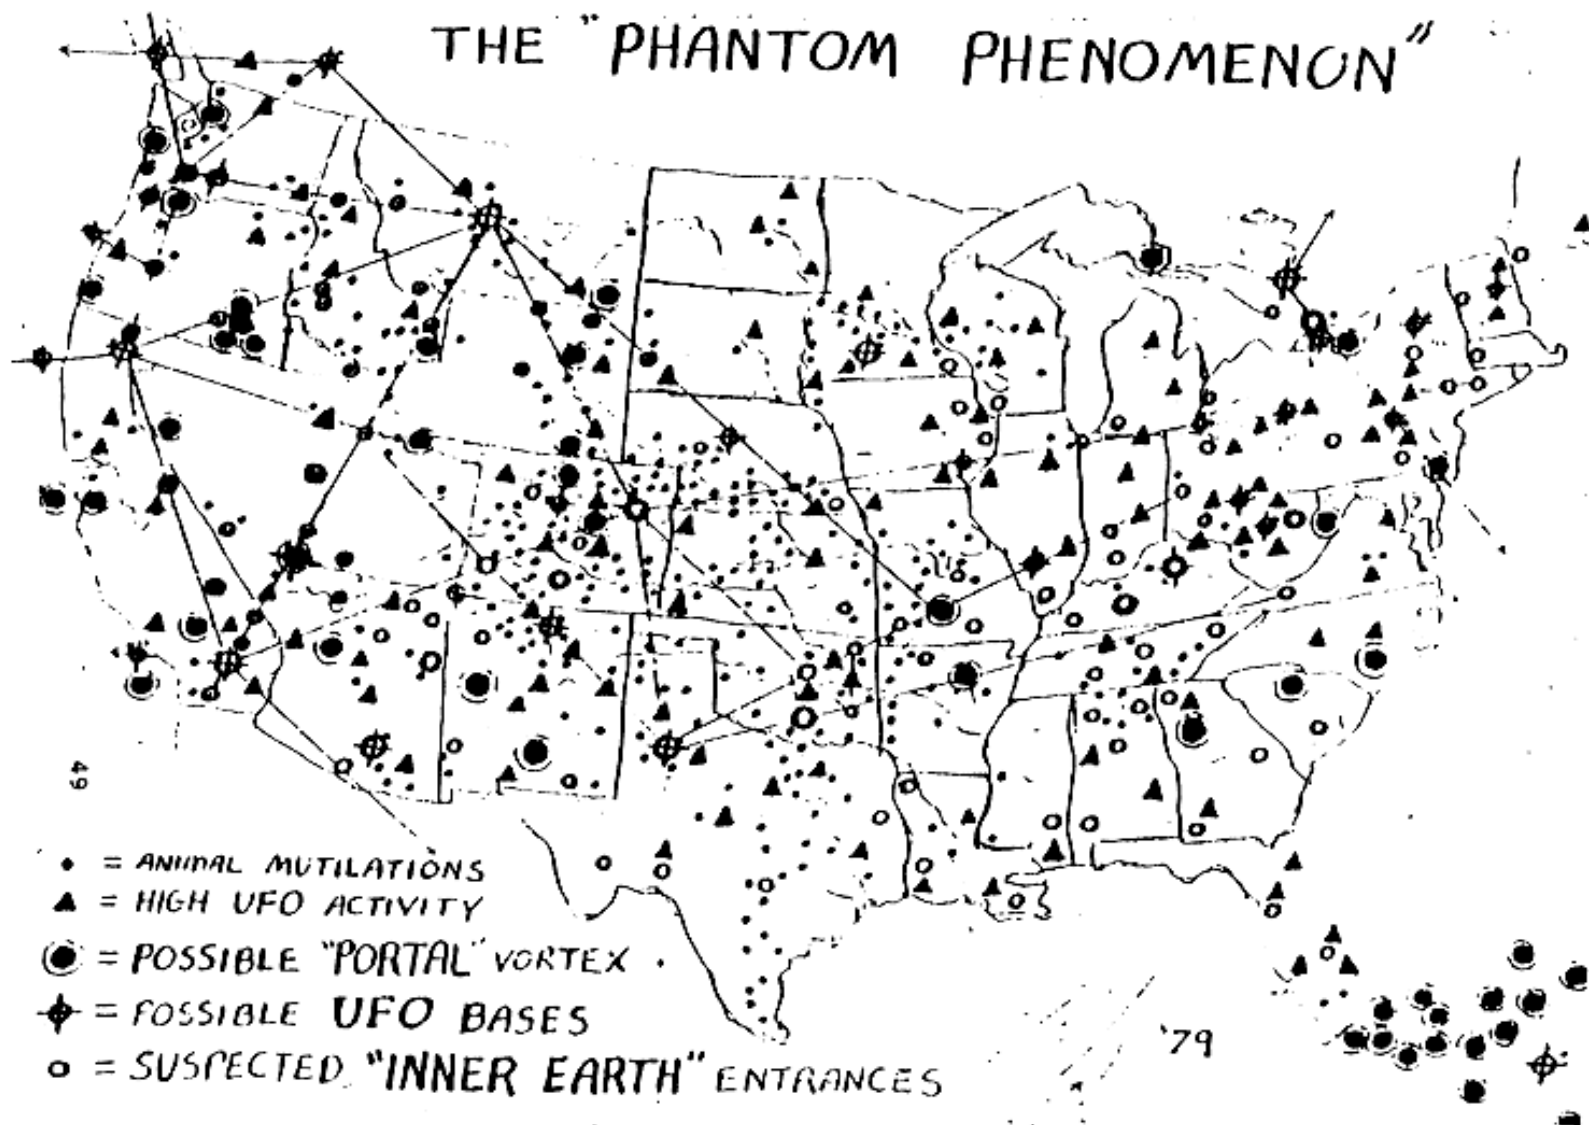 THE "PHANTOM PHENOMENON"
49
• = ANIMAL MUTILATIONS
▲ = HIGH UFO ACTIVITY
= POSSIBLE "PORTAL" VORTEX
= POSSIBLE UFO BASES
o = SUSPECTED "INNER EARTH" ENTRANCES
'79